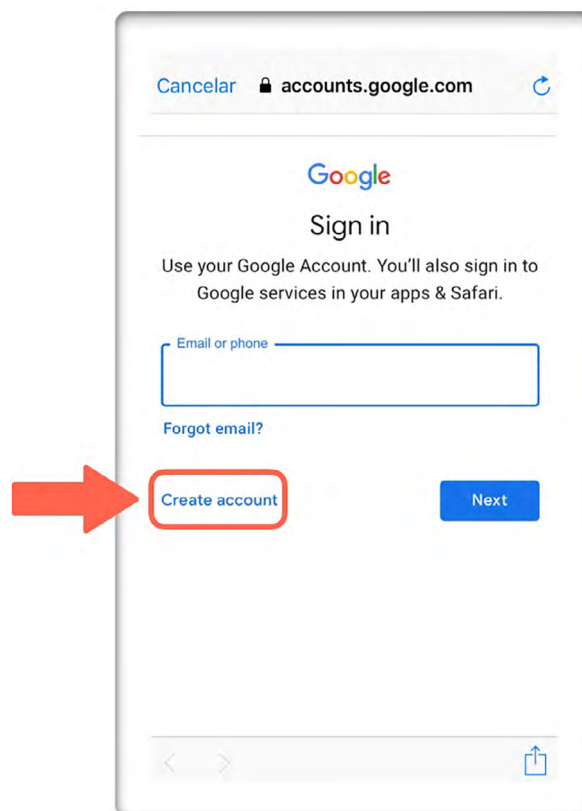 Cancelar accounts.google.com
Google
Sign in
Use your Google Account. You'll also sign in to
Google services in your apps & Safari.
Email or phone
Forgot email?
Create account Next